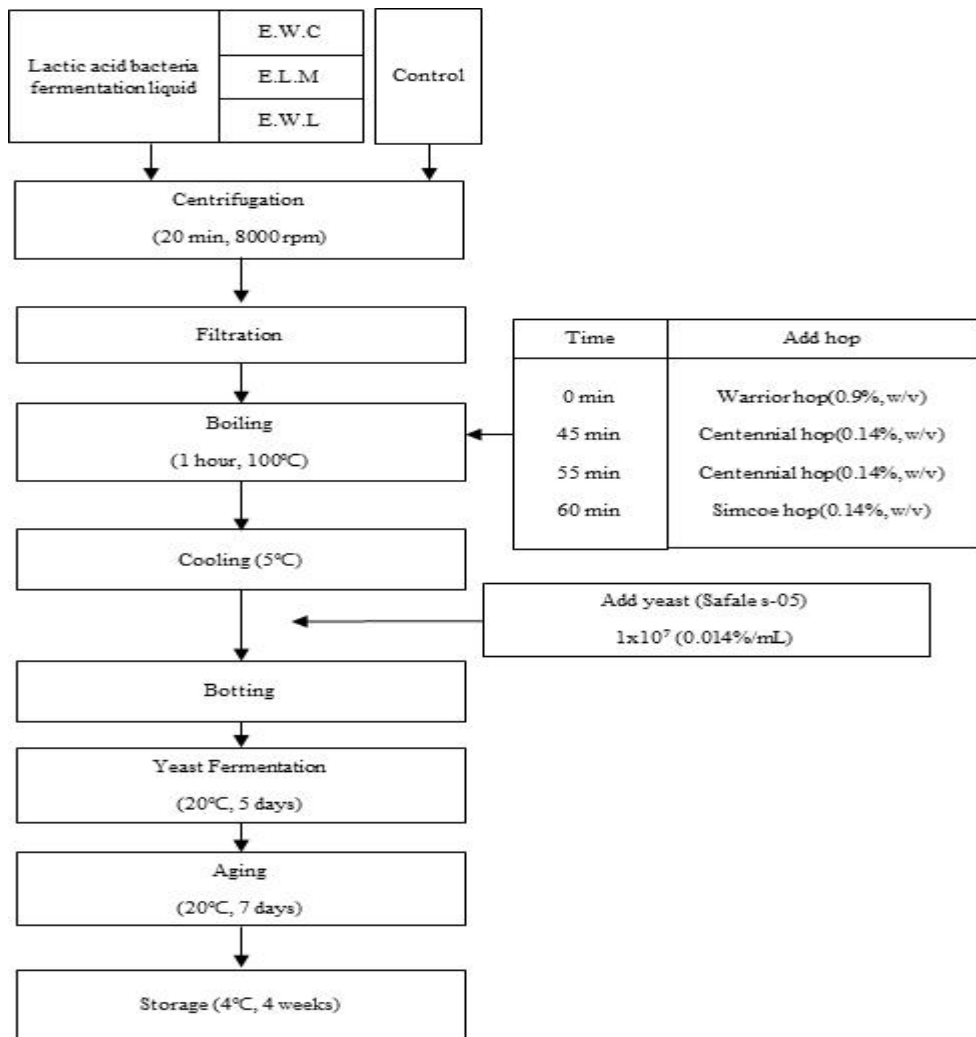 Lactic acid bacteria
fermentation liquid
E.W.C
E.L.M
E.W.L
Control
Centrifugation
(20 min, 8000 rpm)
Filtration
Boiling
(1 hour, 100℃)
Time
Add hop
0 min
Warrior hop(0.9%, w/v)
45 min
Centennial hop(0.14%, w/v)
55 min
Centennial hop(0.14%, w/v)
60 min
Simcoe hop(0.14%, w/v)
Cooling (5℃)
Add yeast (Safale s-05)
1x10⁷ (0.014%/mL)
Botting
Yeast Fermentation
(20℃, 5 days)
Aging
(20℃, 7 days)
Storage (4℃, 4 weeks)